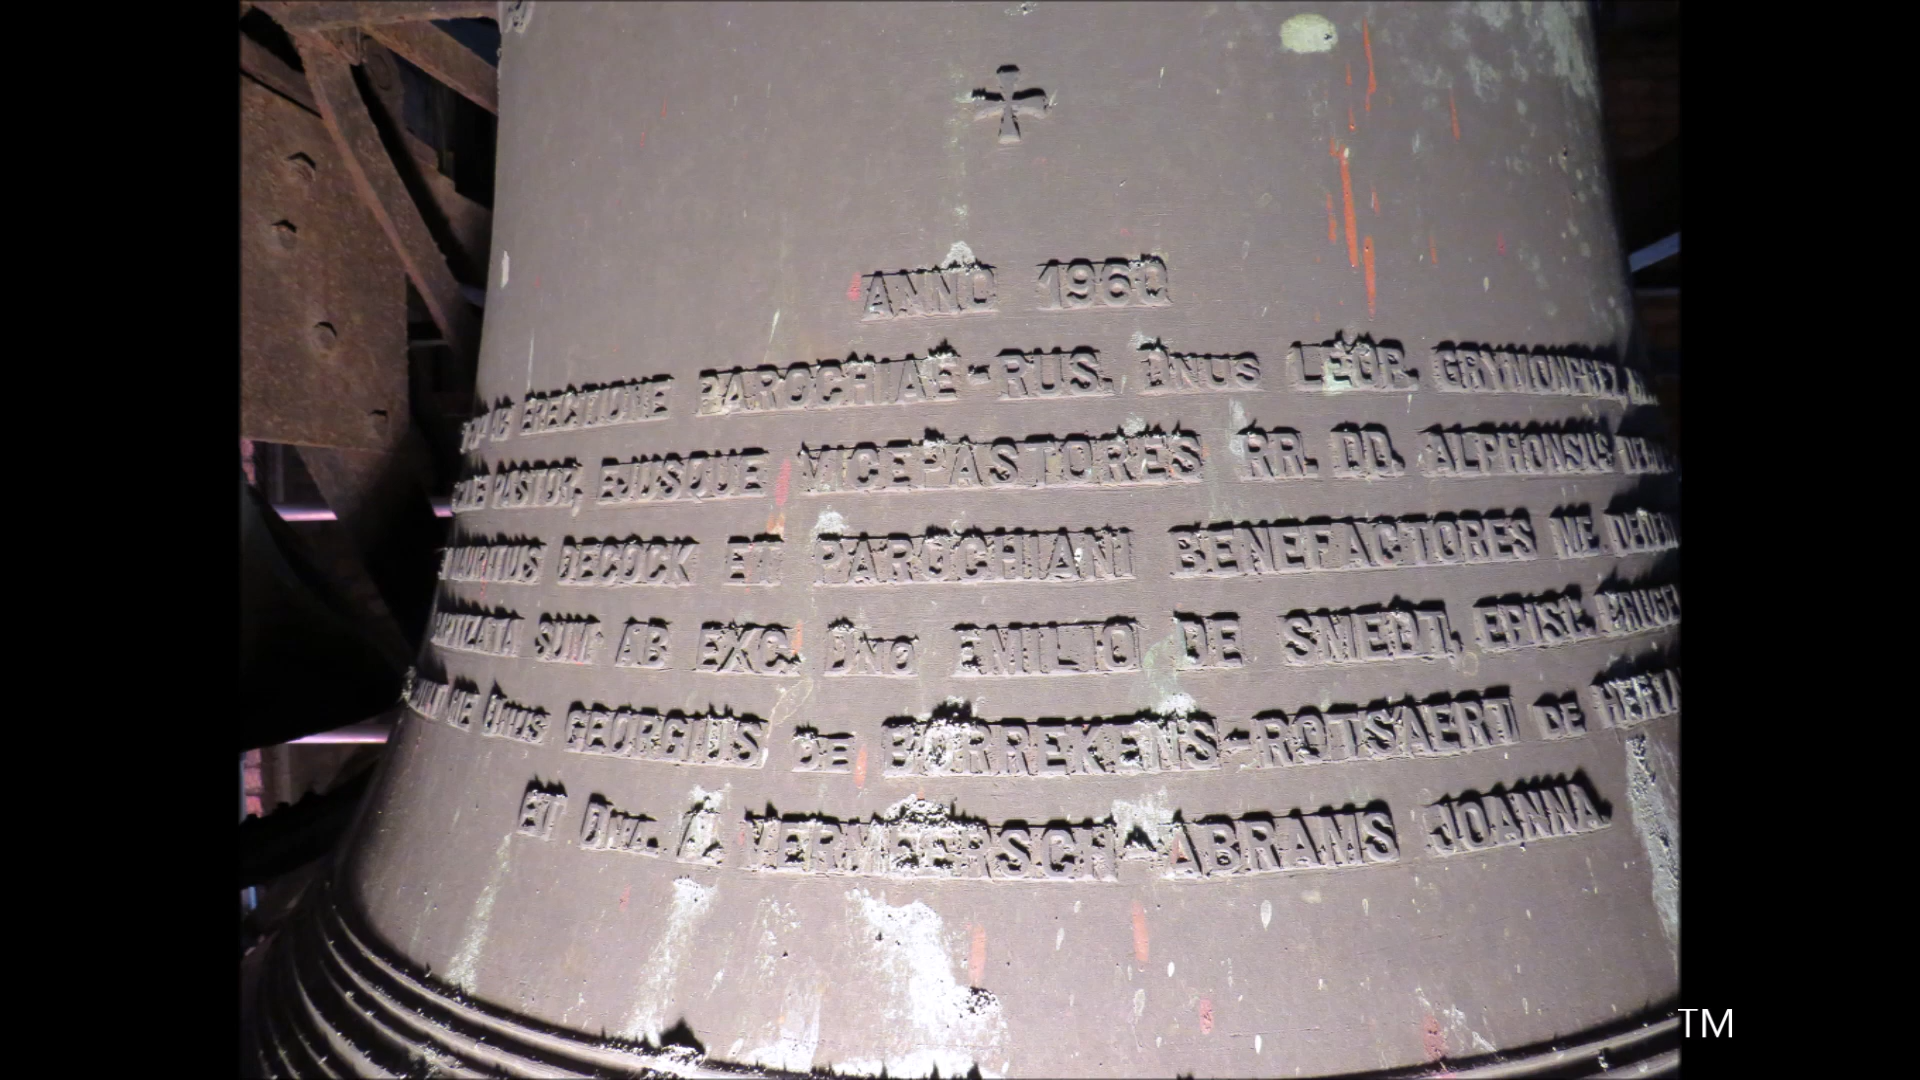 ANNO 1960
ERECTIONE PAROCHIAE-RUS. DNUS LEOP. GRYMONPREZ,
PASTOR, EJUSQUE VICEPASTORES RR. DD. ALPHONSUS
DECOCK ET PAROCHIANI BENEFACTORES ME
SUM AB EXC. DNO EMILIO DE SMEDT, EPISC.
ME DNUS GEORGIUS DE BORREKENS-ROTSAERT DE
ET DNA. A. VERMEERSCH-ABRAMS JOANNA.
TM